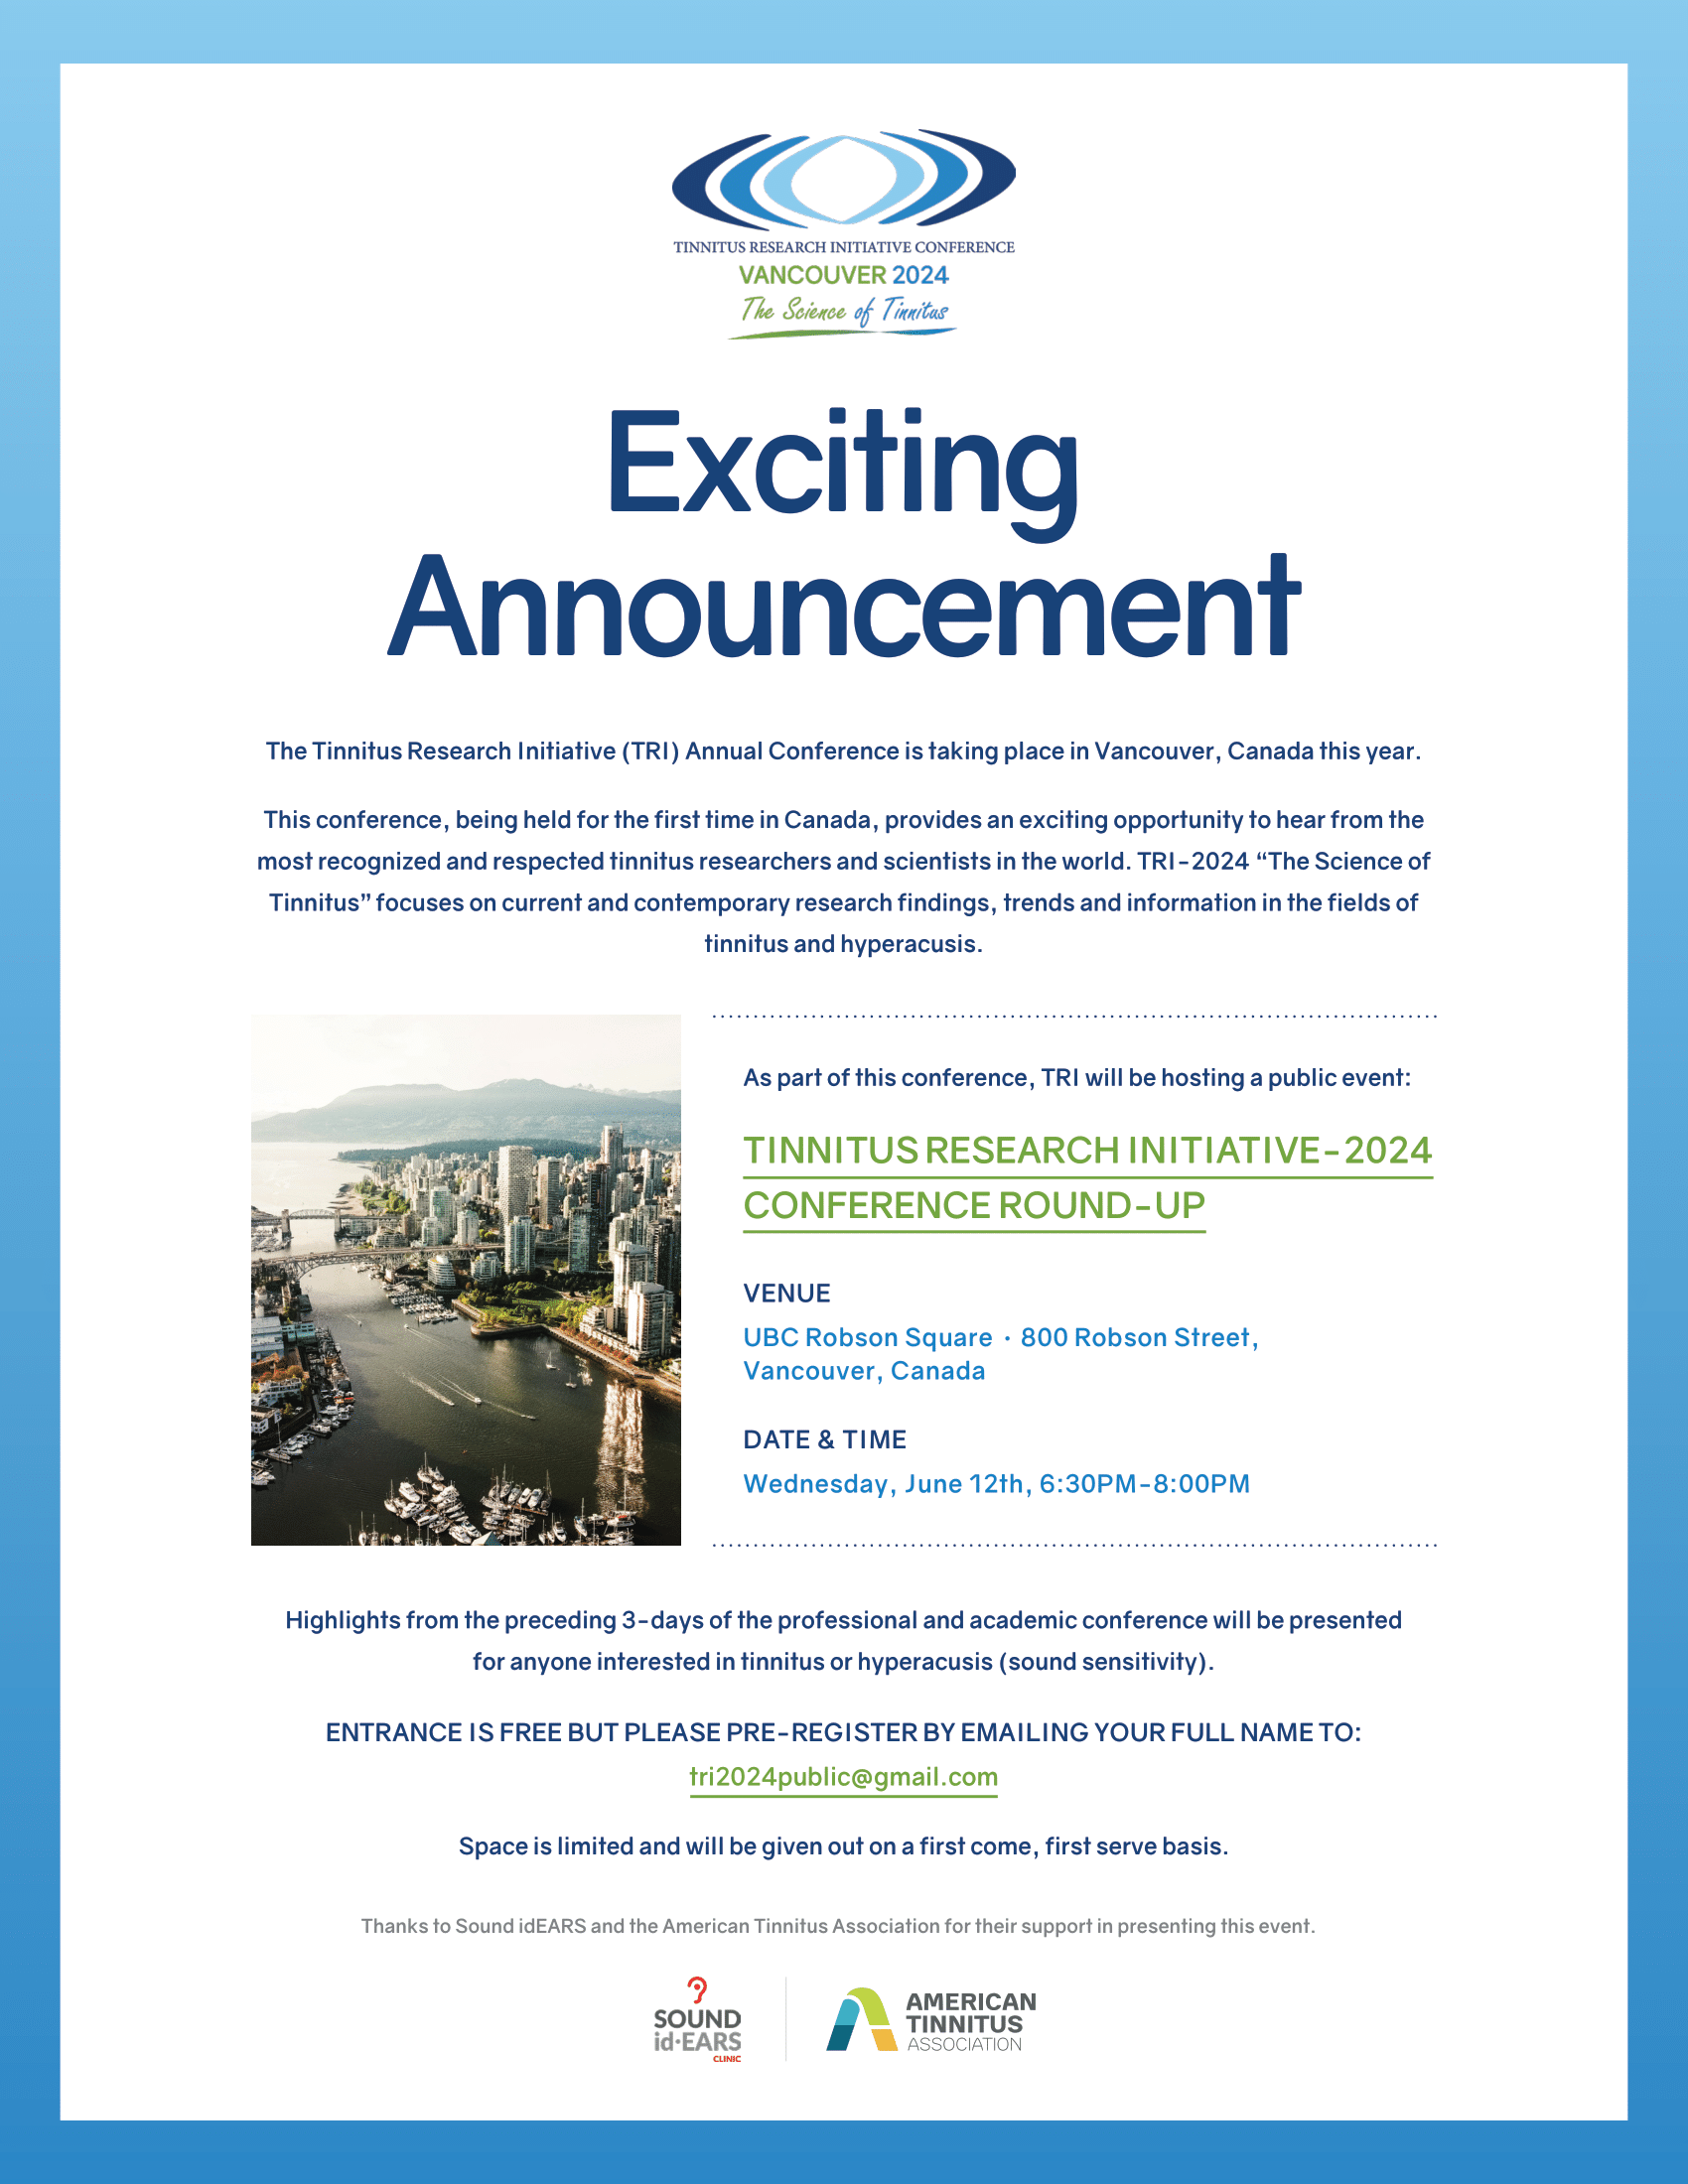 TINNITUS RESEARCH INITIATIVE CONFERENCE
VANCOUVER 2024
The Science of Tinnitus
Exciting
Announcement
The Tinnitus Research Initiative (TRI) Annual Conference is taking place in Vancouver, Canada this year.
This conference, being held for the first time in Canada, provides an exciting opportunity to hear from the
most recognized and respected tinnitus researchers and scientists in the world. TRI-2024 “The Science of
Tinnitus” focuses on current and contemporary research findings, trends and information in the fields of
tinnitus and hyperacusis.
As part of this conference, TRI will be hosting a public event:
TINNITUS RESEARCH INITIATIVE-2024
CONFERENCE ROUND-UP
VENUE
UBC Robson Square · 800 Robson Street,
Vancouver, Canada
DATE & TIME
Wednesday, June 12th, 6:30PM-8:00PM
Highlights from the preceding 3-days of the professional and academic conference will be presented
for anyone interested in tinnitus or hyperacusis (sound sensitivity).
ENTRANCE IS FREE BUT PLEASE PRE-REGISTER BY EMAILING YOUR FULL NAME TO:
tri2024public@gmail.com
Space is limited and will be given out on a first come, first serve basis.
Thanks to Sound idEARS and the American Tinnitus Association for their support in presenting this event.
SOUND
id·EARS
CLINIC
AMERICAN
TINNITUS
ASSOCIATION